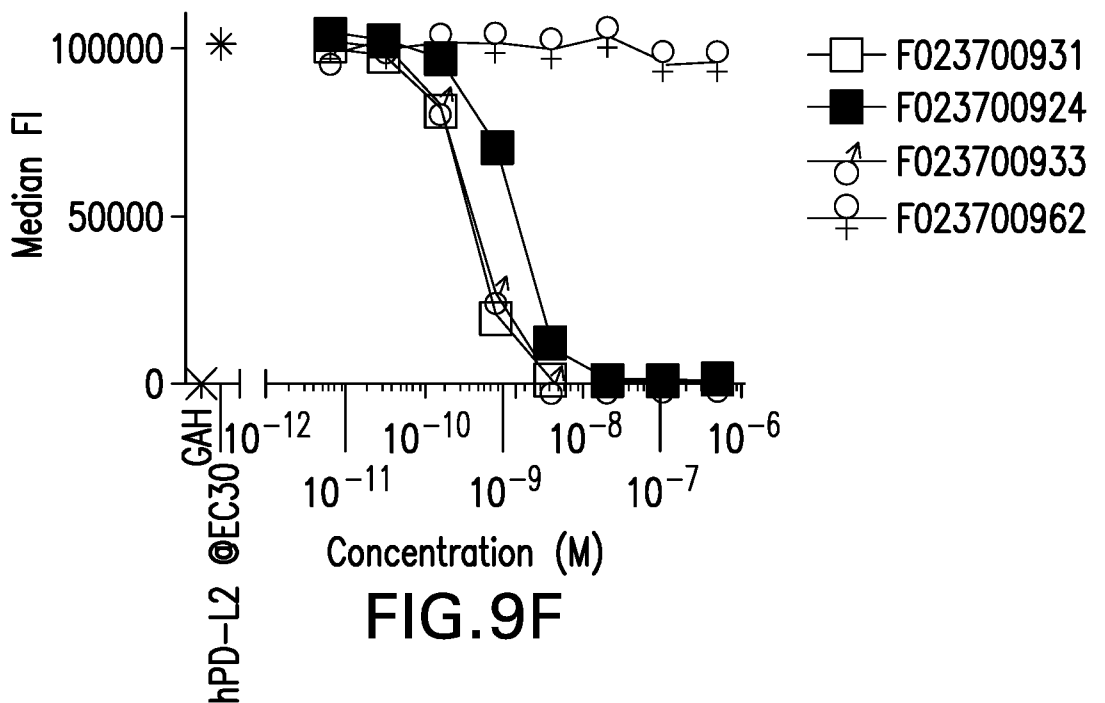 100000
50000
0
Median FI
F023700931
F023700924
F023700933
F023700962
GAH
hPD-L2 @EC30
10⁻¹² 10⁻¹⁰ 10⁻⁸ 10⁻⁶
10⁻¹¹ 10⁻⁹ 10⁻⁷
Concentration (M)
FIG.9F